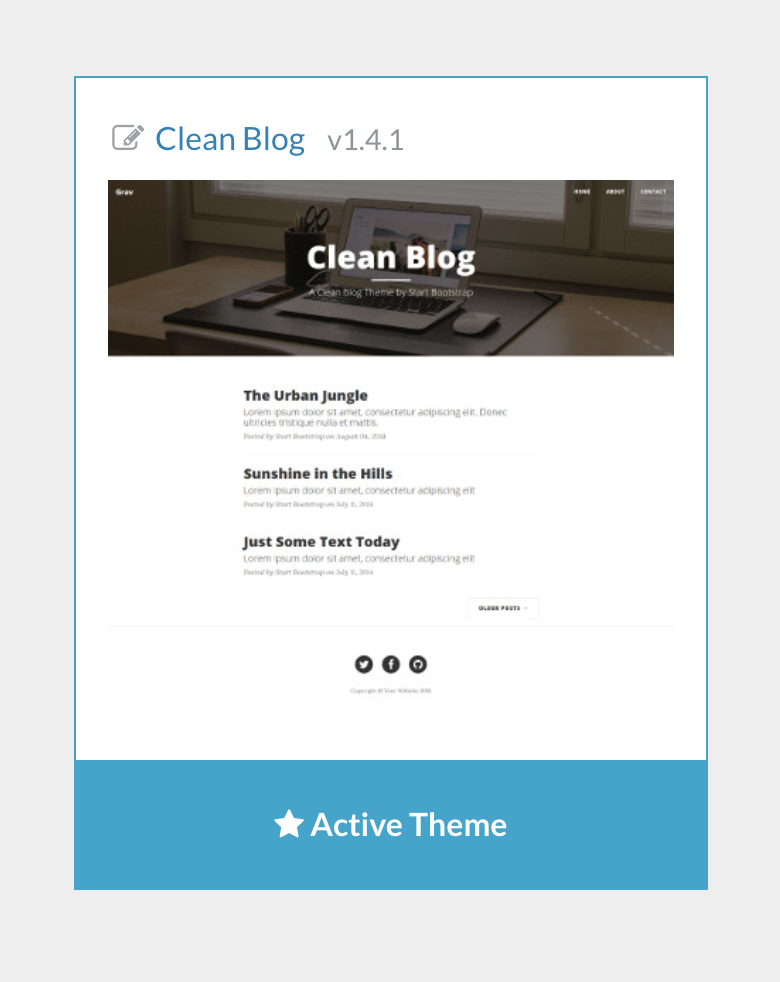 Clean Blog v1.4.1
Grav HOME ABOUT CONTACT
Clean Blog
A Clean Blog Theme by Start Bootstrap
The Urban Jungle
Lorem ipsum dolor sit amet, consectetur adipiscing elit. Donec
ultricies tristique nulla et mattis.
Posted by Start Bootstrap on August 04, 2014
Sunshine in the Hills
Lorem ipsum dolor sit amet, consectetur adipiscing elit
Posted by Start Bootstrap on July 11, 2014
Just Some Text Today
Lorem ipsum dolor sit amet, consectetur adipiscing elit
Posted by Start Bootstrap on July 11, 2014
OLDER POSTS
Copyright © Your Website
Active Theme